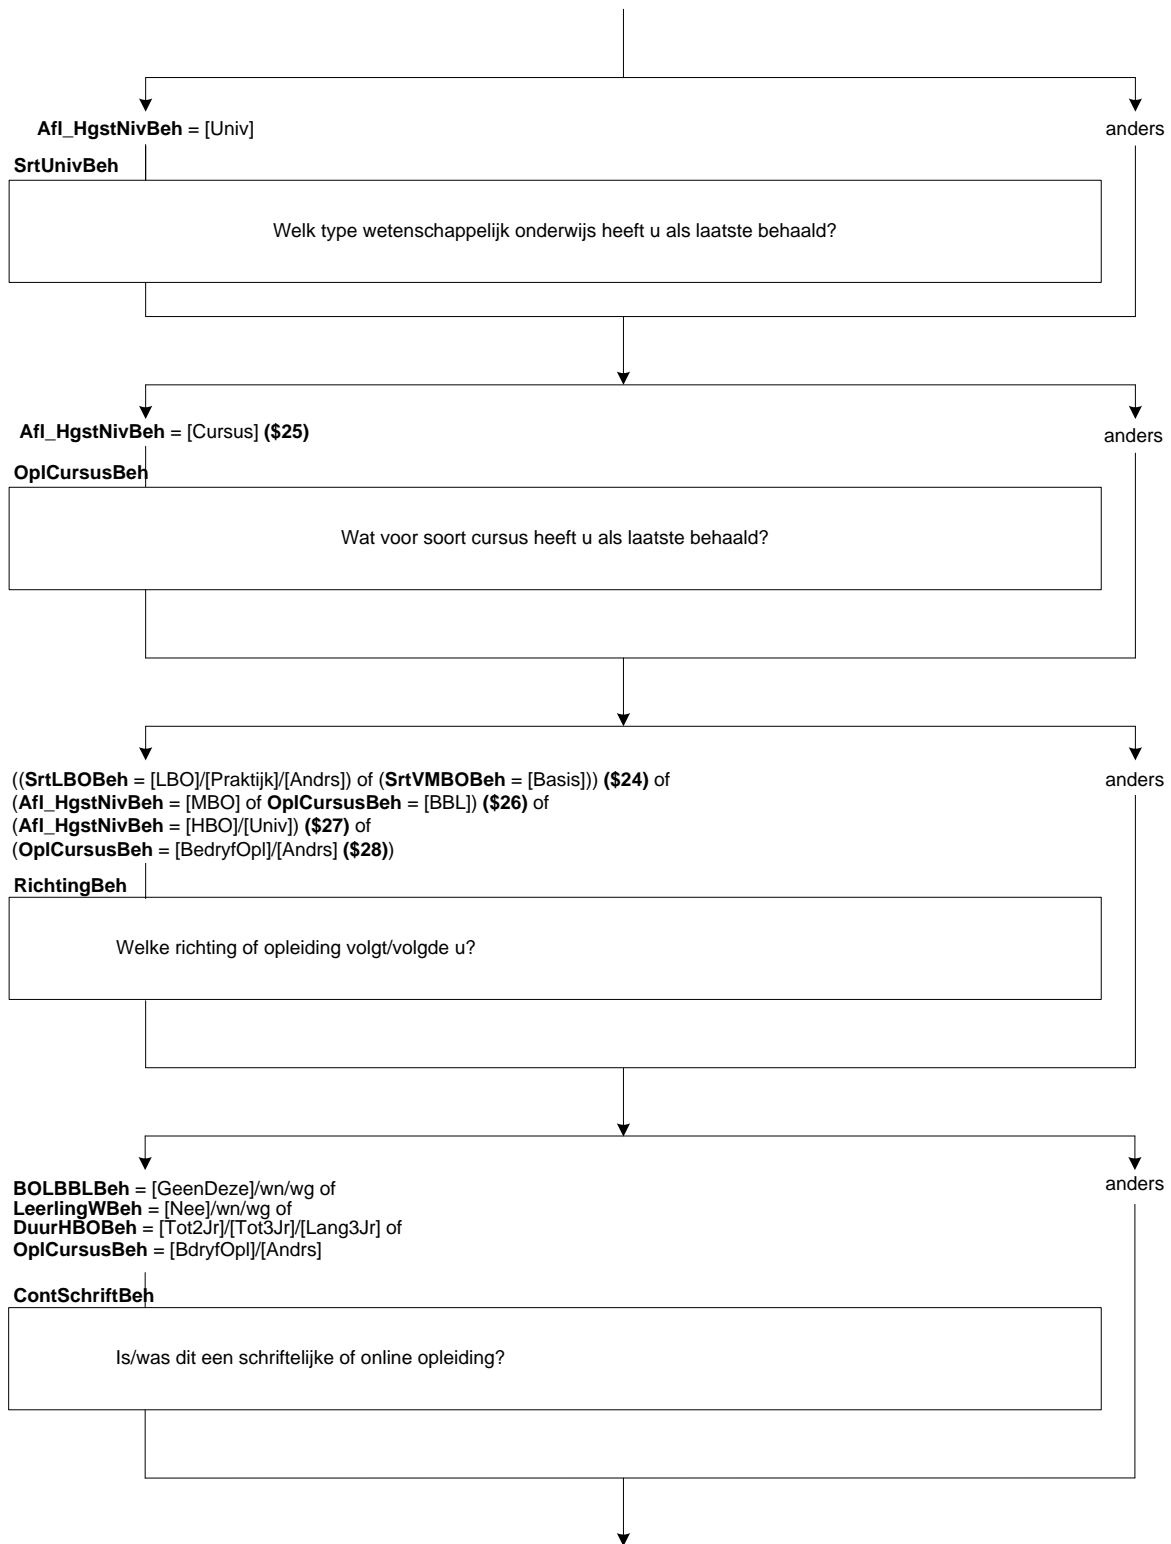 Afl_HgstNivBeh = [Univ]
anders
SrtUnivBeh
Welk type wetenschappelijk onderwijs heeft u als laatste behaald?
Afl_HgstNivBeh = [Cursus] ($25)
anders
OplCursusBeh
Wat voor soort cursus heeft u als laatste behaald?
((SrtLBOBeh = [LBO]/[Praktijk]/[Andrs]) of (SrtVMBOBeh = [Basis])) ($24) of
anders
(Afl_HgstNivBeh = [MBO] of OplCursusBeh = [BBL]) ($26) of
(Afl_HgstNivBeh = [HBO]/[Univ]) ($27) of
(OplCursusBeh = [BedryfOpl]/[Andrs] ($28))
RichtingBeh
Welke richting of opleiding volgt/volgde u?
BOLBBLBeh = [GeenDeze]/wn/wg of
anders
LeerlingWBeh = [Nee]/wn/wg of
DuurHBOBeh = [Tot2Jr]/[Tot3Jr]/[Lang3Jr] of
OplCursusBeh = [BdryfOpl]/[Andrs]
ContSchriftBeh
Is/was dit een schriftelijke of online opleiding?